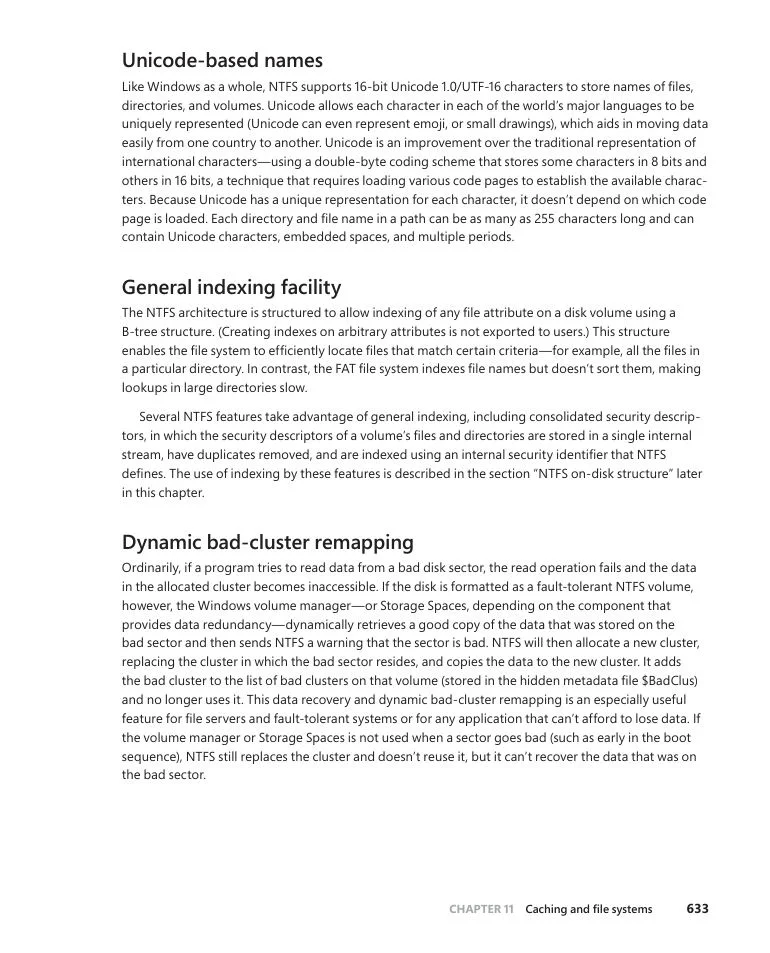 Unicode-based names
Like Windows as a whole, NTFS supports 16-bit Unicode 1.0/UTF-16 characters to store names of files,
directories, and volumes. Unicode allows each character in each of the world's major languages to be
uniquely represented (Unicode can even represent emoji, or small drawings), which aids in moving data
easily from one country to another. Unicode is an improvement over the traditional representation of
international characters—using a double-byte coding scheme that stores some characters in 8 bits and
others in 16 bits, a technique that requires loading various code pages to establish the available charac-
ters. Because Unicode has a unique representation for each character, it doesn't depend on which code
page is loaded. Each directory and file name in a path can be as many as 255 characters long and can
contain Unicode characters, embedded spaces, and multiple periods.
General indexing facility
The NTFS architecture is structured to allow indexing of any file attribute on a disk volume using a
B-tree structure. (Creating indexes on arbitrary attributes is not exported to users.) This structure
enables the file system to efficiently locate files that match certain criteria—for example, all the files in
a particular directory. In contrast, the FAT file system indexes file names but doesn't sort them, making
lookups in large directories slow.
Several NTFS features take advantage of general indexing, including consolidated security descrip-
tors, in which the security descriptors of a volume's files and directories are stored in a single internal
stream, have duplicates removed, and are indexed using an internal security identifier that NTFS
defines. The use of indexing by these features is described in the section "NTFS on-disk structure" later
in this chapter.
Dynamic bad-cluster remapping
Ordinarily, if a program tries to read data from a bad disk sector, the read operation fails and the data
in the allocated cluster becomes inaccessible. If the disk is formatted as a fault-tolerant NTFS volume,
however, the Windows volume manager—or Storage Spaces, depending on the component that
provides data redundancy—dynamically retrieves a good copy of the data that was stored on the
bad sector and then sends NTFS a warning that the sector is bad. NTFS will then allocate a new cluster,
replacing the cluster in which the bad sector resides, and copies the data to the new cluster. It adds
the bad cluster to the list of bad clusters on that volume (stored in the hidden metadata file $BadClus)
and no longer uses it. This data recovery and dynamic bad-cluster remapping is an especially useful
feature for file servers and fault-tolerant systems or for any application that can't afford to lose data. If
the volume manager or Storage Spaces is not used when a sector goes bad (such as early in the boot
sequence), NTFS still replaces the cluster and doesn't reuse it, but it can't recover the data that was on
the bad sector.
CHAPTER 11 Caching and file systems 633